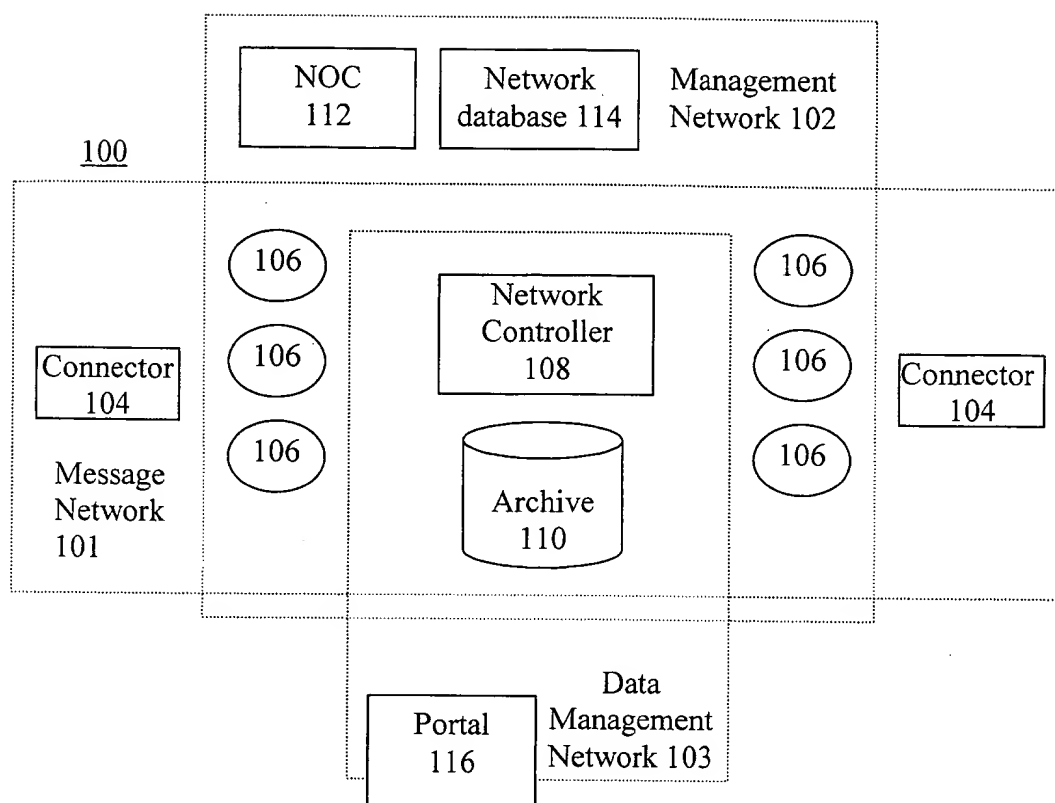 NOC
112
Network
database 114
Management
Network 102
100
106
106
106
Connector
104
Message
Network
101
Network
Controller
108
Archive
110
106
106
106
Connector
104
Portal
116
Data
Management
Network 103